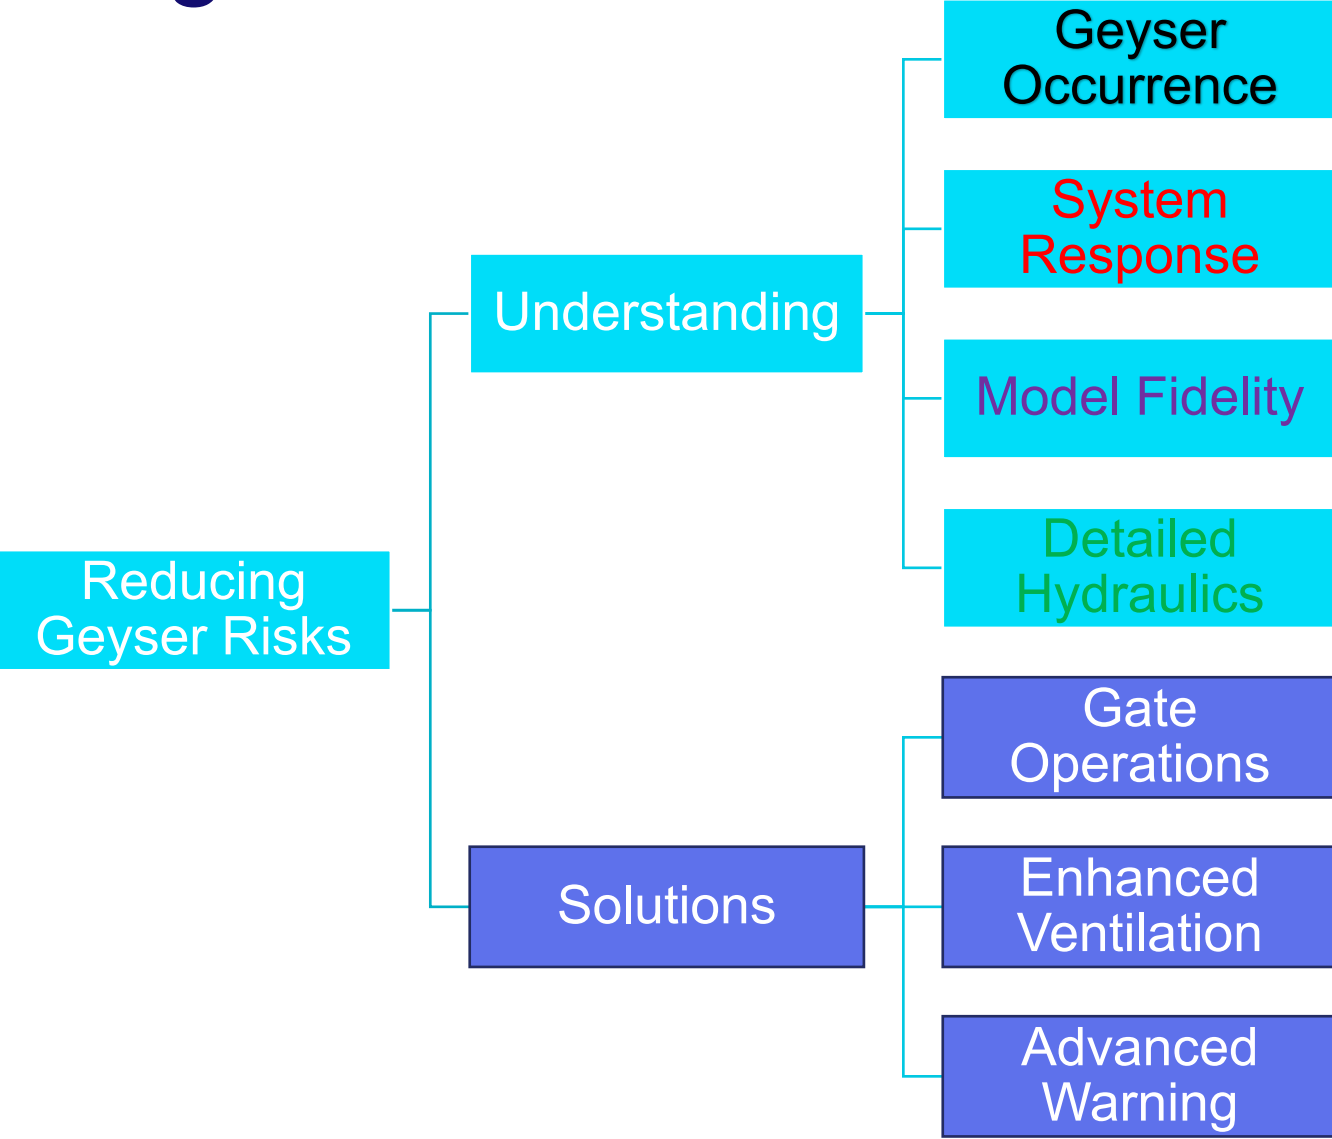 Geyser
Occurrence
System
Response
Understanding
Model Fidelity
Detailed
Hydraulics
Reducing
Geyser Risks
Gate
Operations
Solutions
Enhanced
Ventilation
Advanced
Warning